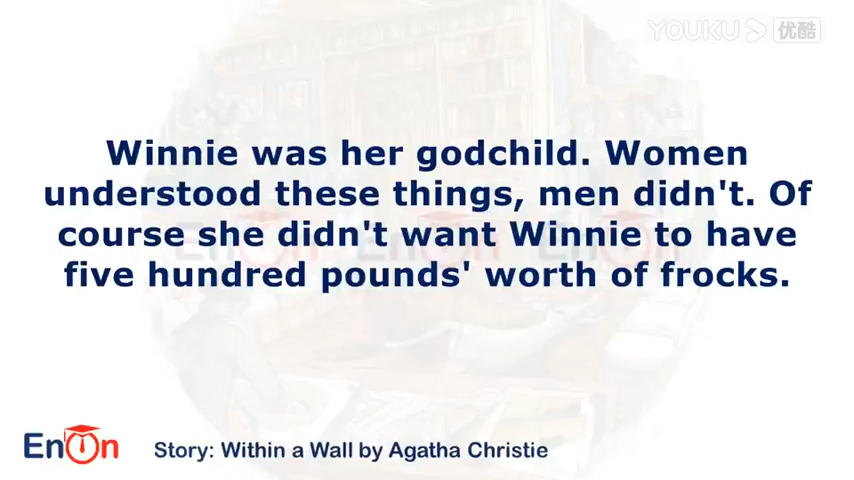 YOUKU 优酷
Winnie was her godchild. Women
understood these things, men didn't. Of
course she didn't want Winnie to have
five hundred pounds' worth of frocks.
EnOn
Story: Within a Wall by Agatha Christie